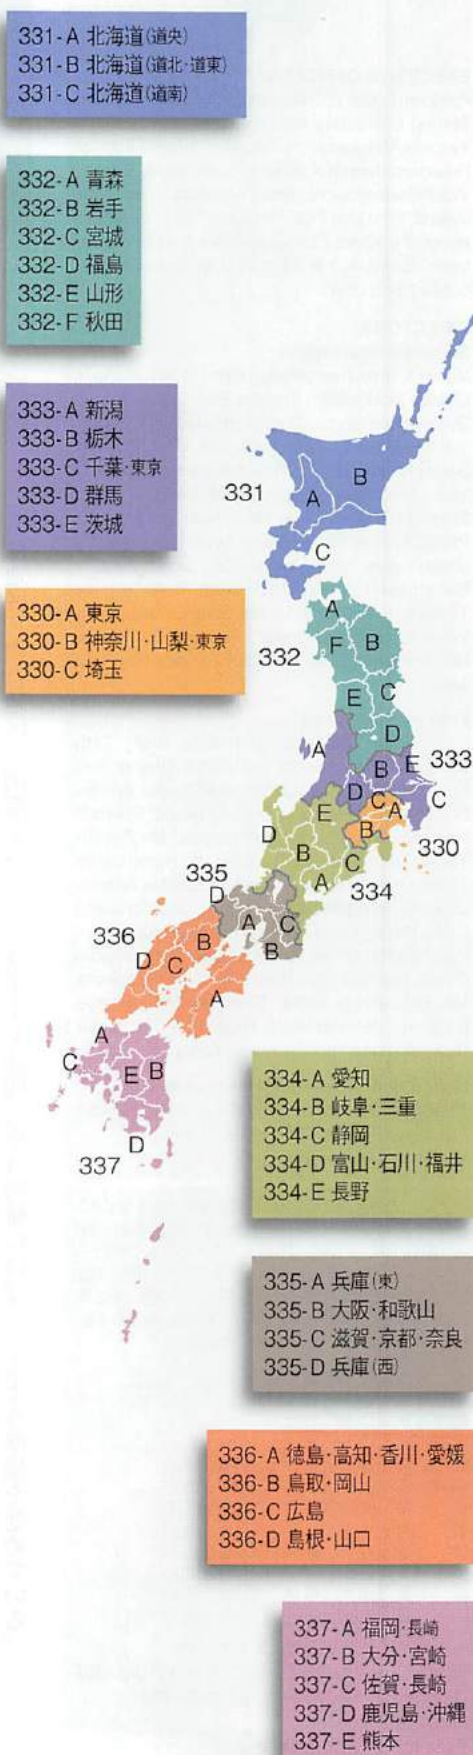 331-A 北海道(道央)
331-B 北海道(道北・道東)
331-C 北海道(道南)
332-A 青森
332-B 岩手
332-C 宮城
332-D 福島
332-E 山形
332-F 秋田
333-A 新潟
333-B 栃木
333-C 千葉・東京
333-D 群馬
333-E 茨城
330-A 東京
330-B 神奈川・山梨・東京
330-C 埼玉
331
B
A
C
A
332
F
B
E
C
D
A
B
E
333
D
C
A
C
E
B
330
D
B
C
335
A
334
D
336
A
C
B
B
D
C
A
A
C
E
B
D
337
334-A 愛知
334-B 岐阜・三重
334-C 静岡
334-D 富山・石川・福井
334-E 長野
335-A 兵庫(東)
335-B 大阪・和歌山
335-C 滋賀・京都・奈良
335-D 兵庫(西)
336-A 徳島・高知・香川・愛媛
336-B 鳥取・岡山
336-C 広島
336-D 島根・山口
337-A 福岡・長崎
337-B 大分・宮崎
337-C 佐賀・長崎
337-D 鹿児島・沖縄
337-E 熊本